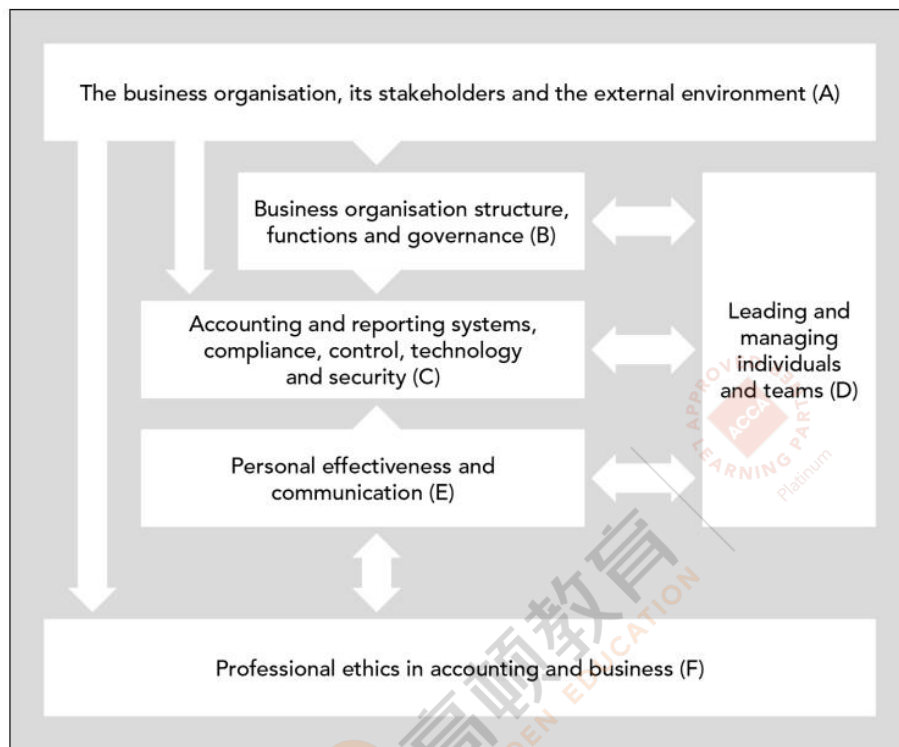 The business organisation, its stakeholders and the external environment (A)
Business organisation structure,
functions and governance (B)
Accounting and reporting systems,
compliance, control, technology
and security (C)
Leading and
managing
individuals
and teams (D)
Personal effectiveness and
communication (E)
Professional ethics in accounting and business (F)
APPROVED LEARNING PARTNER
ACCA
Platinum
高顿教育
EDUCATION